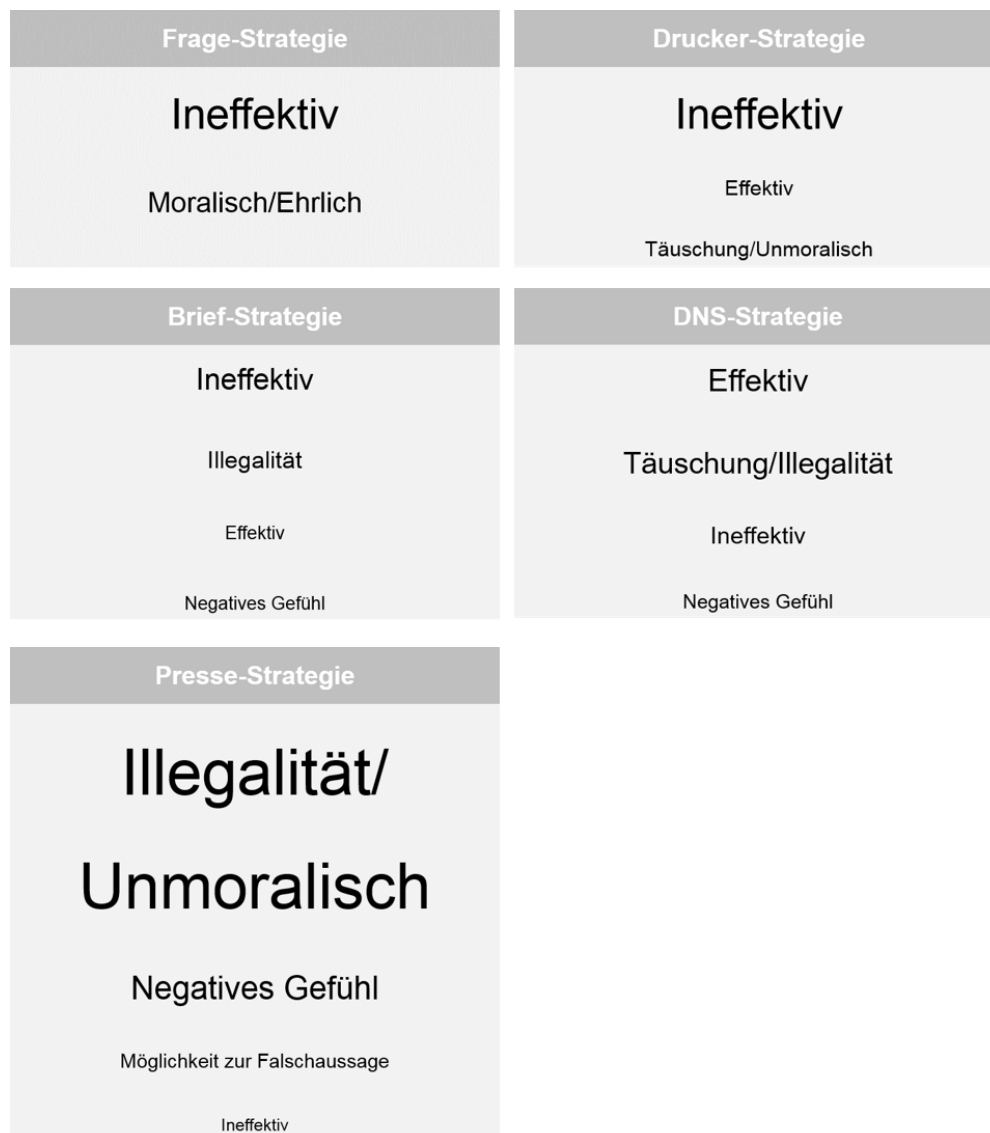 Frage-Strategie
Ineffektiv
Moralisch/Ehrlich
Drucker-Strategie
Ineffektiv
Effektiv
Täuschung/Unmoralisch
Brief-Strategie
Ineffektiv
Illegalität
Effektiv
Negatives Gefühl
DNS-Strategie
Effektiv
Täuschung/Illegalität
Ineffektiv
Negatives Gefühl
Presse-Strategie
Illegalität/
Unmoralisch
Negatives Gefühl
Möglichkeit zur Falschaussage
Ineffektiv